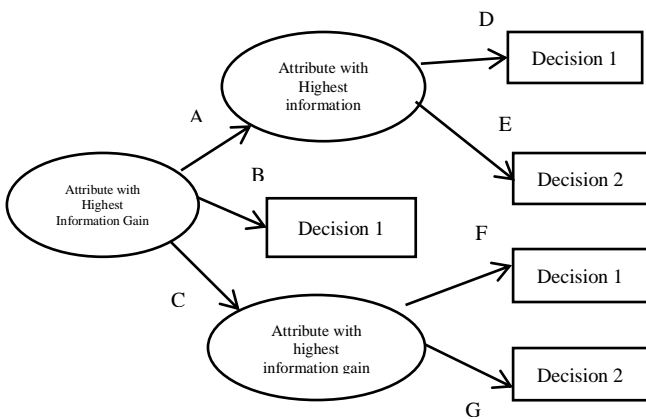 D
Decision 1
Attribute with
Highest
information
A
E
B
Decision 2
Attribute with
Highest
Information Gain
Decision 1
F
Decision 1
C
Attribute with
highest
information gain
Decision 2
G